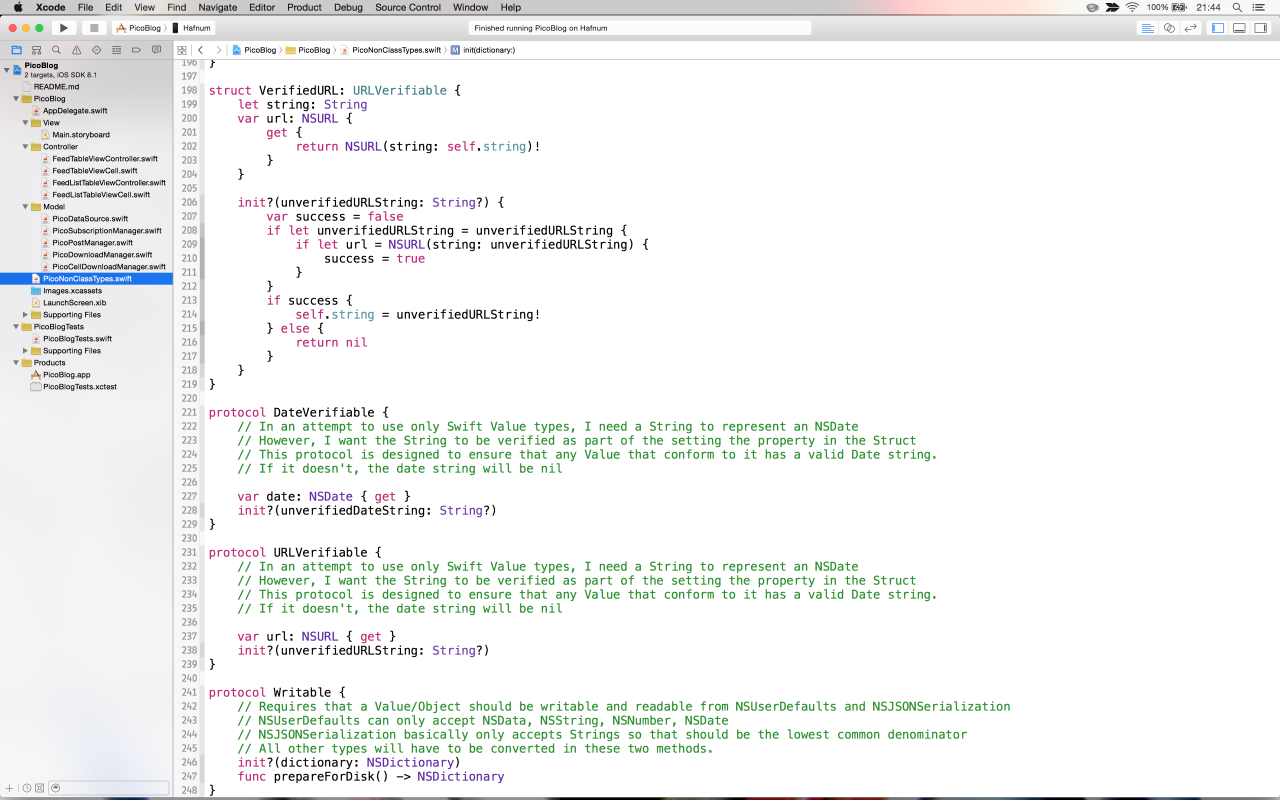 Xcode File Edit View Find Navigate Editor Product Debug Source Control Window Help 100% 21:44
PicoBlog Hafnum Finished running PicoBlog on Hafnum
PicoBlog PicoBlog PicoNonClassTypes.swift M init(dictionary:)
PicoBlog
2 targets, iOS SDK 8.1
README.md
PicoBlog
AppDelegate.swift
View
Main.storyboard
Controller
FeedTableViewController.swift
FeedTableViewCell.swift
FeedListTableViewController.swift
FeedListTableViewCell.swift
Model
PicoDataSource.swift
PicoSubscriptionManager.swift
PicoPostManager.swift
PicoDownloadManager.swift
PicoCellDownloadManager.swift
PicoNonClassTypes.swift
Images.xcassets
LaunchScreen.xib
Supporting Files
PicoBlogTests
PicoBlogTests.swift
Supporting Files
Products
PicoBlog.app
PicoBlogTests.xctest
196 }
197
198 struct VerifiedURL: URLVerifiable {
199 let string: String
200 var url: NSURL {
201 get {
202 return NSURL(string: self.string)!
203 }
204 }
205
206 init?(unverifiedURLString: String?) {
207 var success = false
208 if let unverifiedURLString = unverifiedURLString {
209 if let url = NSURL(string: unverifiedURLString) {
210 success = true
211 }
212 }
213 if success {
214 self.string = unverifiedURLString!
215 } else {
216 return nil
217 }
218 }
219 }
220
221 protocol DateVerifiable {
222 // In an attempt to use only Swift Value types, I need a String to represent an NSDate
223 // However, I want the String to be verified as part of the setting the property in the Struct
224 // This protocol is designed to ensure that any Value that conform to it has a valid Date string.
225 // If it doesn't, the date string will be nil
226
227 var date: NSDate { get }
228 init?(unverifiedDateString: String?)
229 }
230
231 protocol URLVerifiable {
232 // In an attempt to use only Swift Value types, I need a String to represent an NSDate
233 // However, I want the String to be verified as part of the setting the property in the Struct
234 // This protocol is designed to ensure that any Value that conform to it has a valid Date string.
235 // If it doesn't, the date string will be nil
236
237 var url: NSURL { get }
238 init?(unverifiedURLString: String?)
239 }
240
241 protocol Writable {
242 // Requires that a Value/Object should be writable and readable from NSUserDefaults and NSJSONSerialization
243 // NSUserDefaults can only accept NSData, NSString, NSNumber, NSDate
244 // NSJSONSerialization basically only accepts Strings so that should be the lowest common denominator
245 // All other types will have to be converted in these two methods.
246 init?(dictionary: NSDictionary)
247 func prepareForDisk() -> NSDictionary
248 }